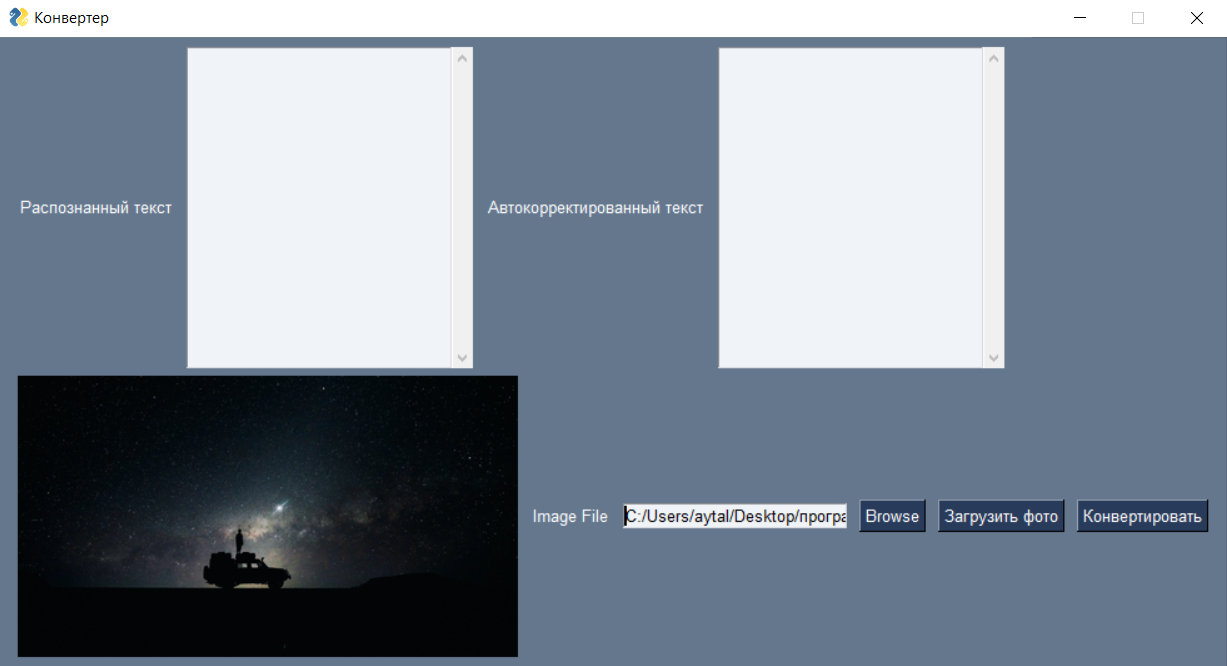 Конвертер
Распознанный текст
Автокорректированный текст
Image File
C:/Users/aytal/Desktop/програ
Browse
Загрузить фото
Конвертировать